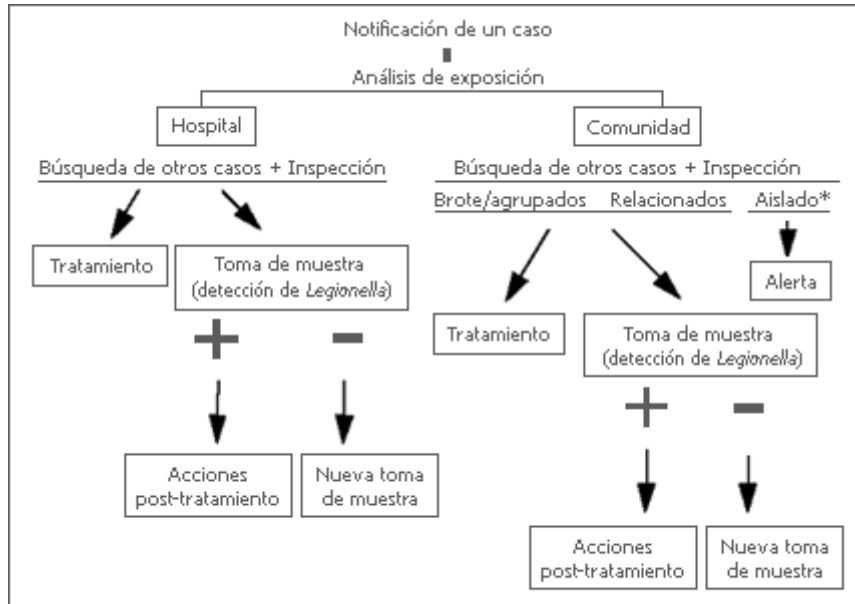 Notificación de un caso
Análisis de exposición
Hospital
Búsqueda de otros casos + Inspección
Tratamiento
Toma de muestra
(detección de Legionella)
+
−
Acciones
post-tratamiento
Nueva toma
de muestra
Comunidad
Búsqueda de otros casos + Inspección
Brote/agrupados Relacionados Aislado*
Alerta
Tratamiento
Toma de muestra
(detección de Legionella)
+
−
Acciones
post-tratamiento
Nueva toma
de muestra